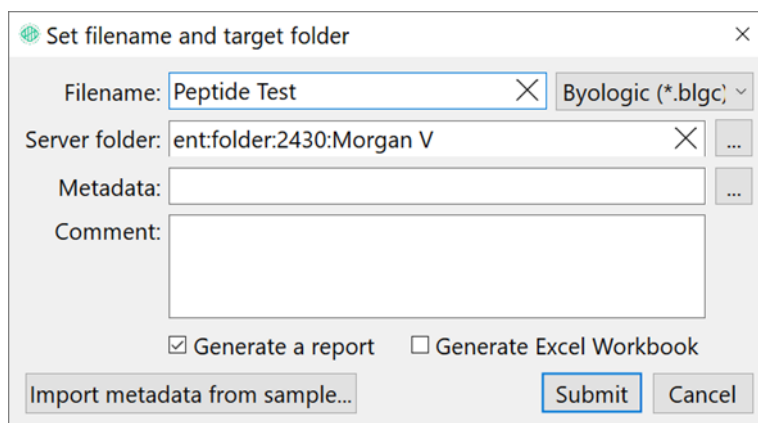 Set filename and target folder
Filename: Peptide Test Byologic (*.blgc)
Server folder: ent:folder:2430:Morgan V ...
Metadata: ...
Comment:
Generate a report Generate Excel Workbook
Import metadata from sample... Submit Cancel